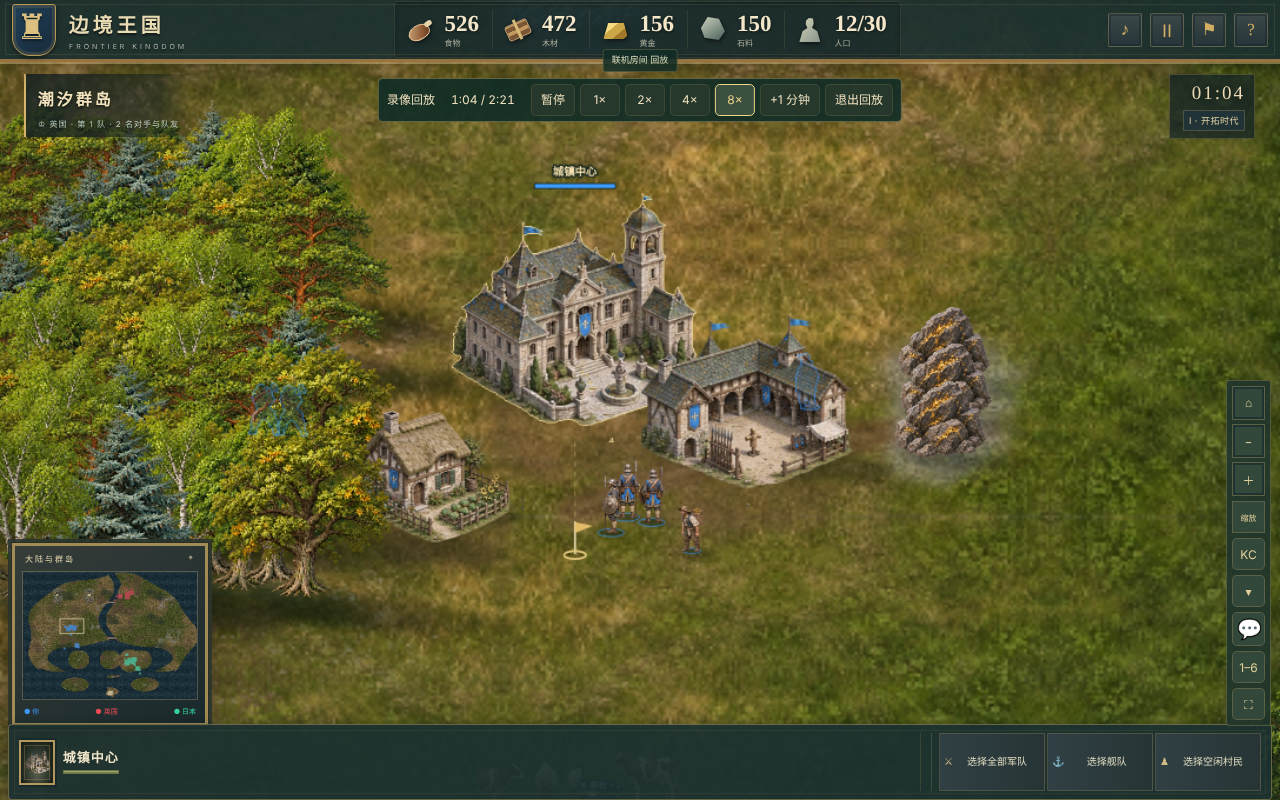 边境王国
FRONTIER KINGDOM
526
食物
472
木材
156
黄金
150
石料
12/30
人口
联机房间 回放
潮汐群岛
英国 · 第 1 队 · 2 名对手与队友
录像回放 1:04 / 2:21 暂停 1× 2× 4× 8× +1 分钟 退出回放
01:04
I · 开拓时代
城镇中心
缩放
KC
1–6
大陆与群岛
你 英国 日本
城镇中心
选择全部军队 选择舰队 选择空闲村民